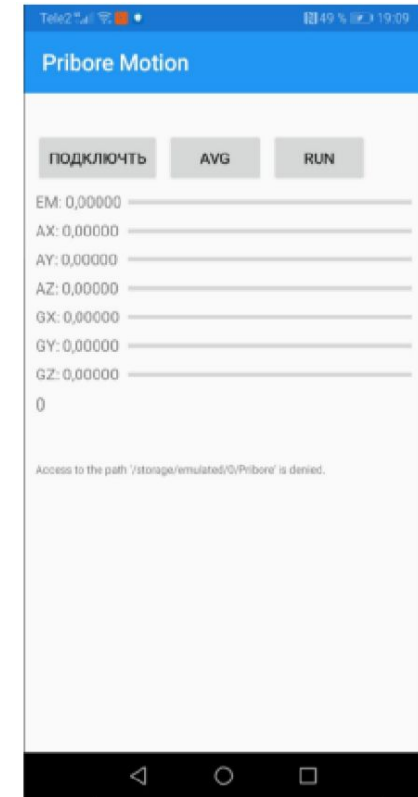 Tele2 49 % 19:09
Pribore Motion
ПОДКЛЮЧТЬ AVG RUN
EM: 0,00000
AX: 0,00000
AY: 0,00000
AZ: 0,00000
GX: 0,00000
GY: 0,00000
GZ: 0,00000
0
Access to the path '/storage/emulated/0/Pribore' is denied.